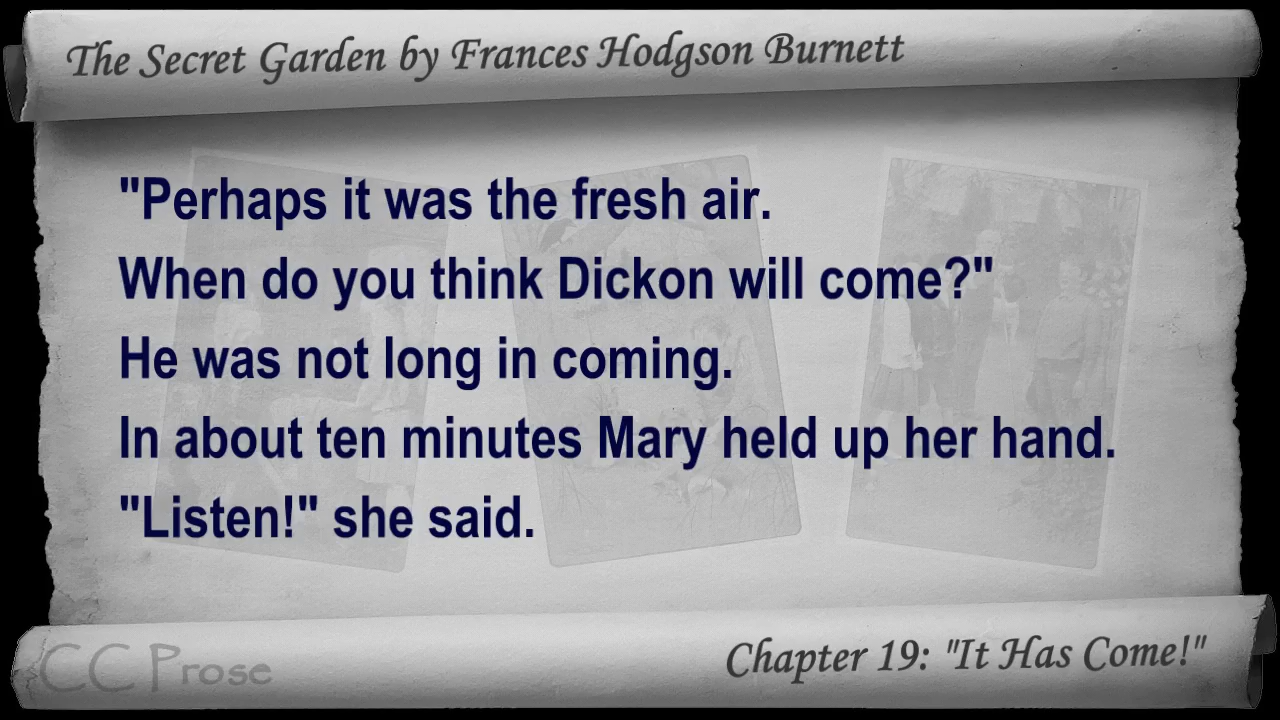 The Secret Garden by Frances Hodgson Burnett
"Perhaps it was the fresh air.
When do you think Dickon will come?"
He was not long in coming.
In about ten minutes Mary held up her hand.
"Listen!" she said.
CC Prose
Chapter 19: "It Has Come!"